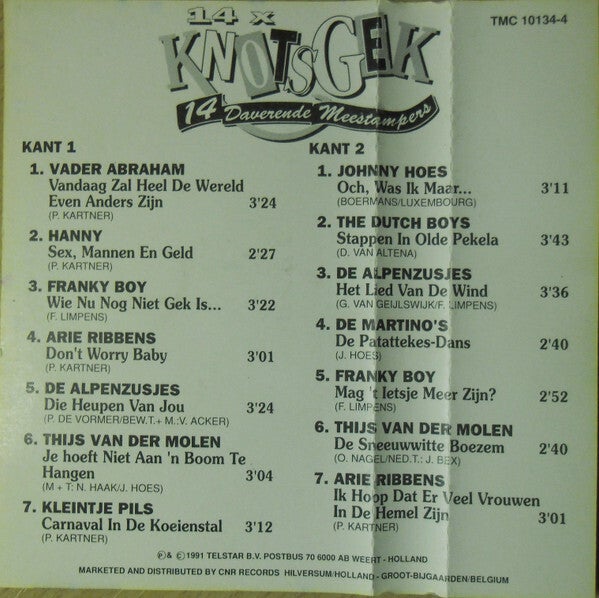 14 x
KNOTSGEK
14 Daverende Meestampers
TMC 10134-4
KANT 1
1. VADER ABRAHAM
Vandaag Zal Heel De Wereld
Even Anders Zijn 3'24
(P. KARTNER)
2. HANNY
Sex, Mannen En Geld 2'27
(P. KARTNER)
3. FRANKY BOY
Wie Nu Nog Niet Gek Is... 3'22
(F. LIMPENS)
4. ARIE RIBBENS
Don't Worry Baby 3'01
(P. KARTNER)
5. DE ALPENZUSJES
Die Heupen Van Jou 3'24
(P. DE VORMER/BEW.T.+ M.:V. ACKER)
6. THIJS VAN DER MOLEN
Je hoeft Niet Aan 'n Boom Te
Hangen 3'04
(M + T: N. HAAK/J. HOES)
7. KLEINTJE PILS
Carnaval In De Koeienstal 3'12
(P. KARTNER)
KANT 2
1. JOHNNY HOES
Och, Was Ik Maar... 3'11
(BOERMANS/LUXEMBOURG)
2. THE DUTCH BOYS
Stappen In Olde Pekela 3'43
(D. VAN ALTENA)
3. DE ALPENZUSJES
Het Lied Van De Wind 3'36
(G. VAN GEIJLSWIJK/F. LIMPENS)
4. DE MARTINO'S
De Patattekes-Dans 2'40
(J. HOES)
5. FRANKY BOY
Mag 't Ietsje Meer Zijn? 2'52
(F. LIMPENS)
6. THIJS VAN DER MOLEN
De Sneeuwwitte Boezem 2'40
(O. NAGEL/NED.T.: J. BEX)
7. ARIE RIBBENS
Ik Hoop Dat Er Veel Vrouwen
In De Hemel Zijn 3'01
(P. KARTNER)
℗& ©1991 TELSTAR B.V. POSTBUS 70 6000 AB WEERT - HOLLAND
MARKETED AND DISTRIBUTED BY CNR RECORDS HILVERSUM/HOLLAND - GROOT-BIJGAARDEN/BELGIUM